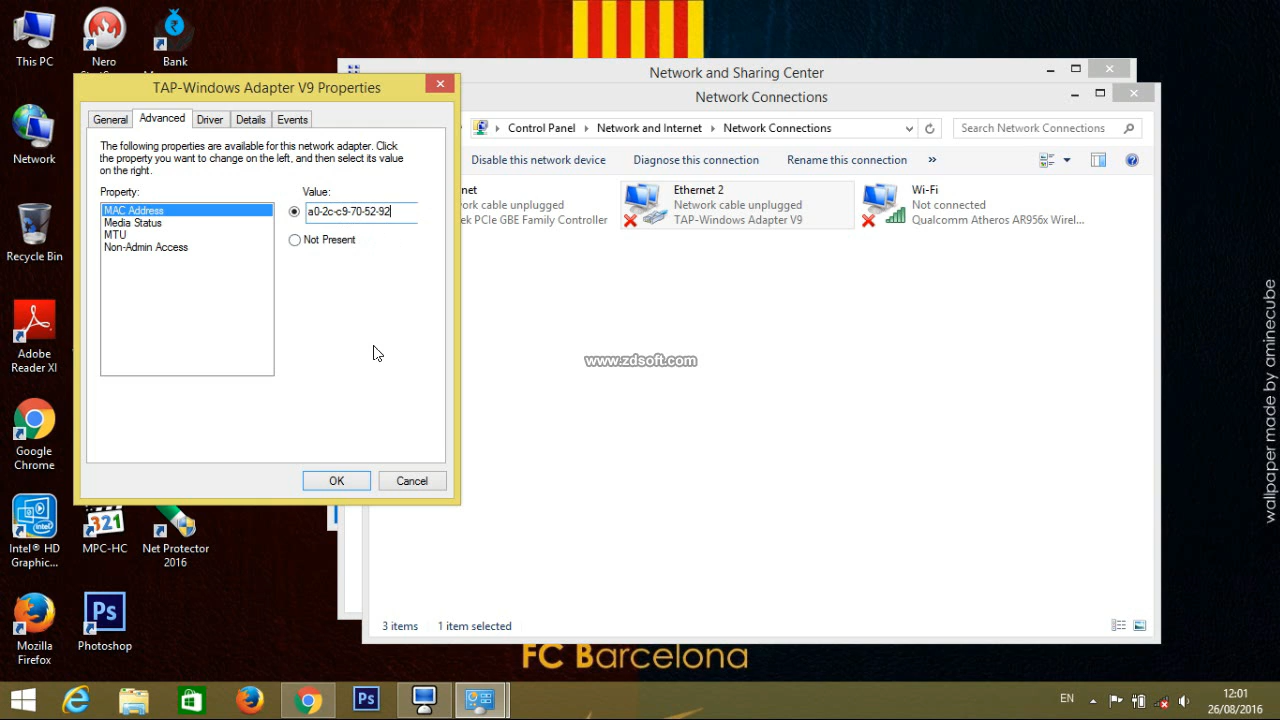 This PC
Nero
Bank
Network
Recycle Bin
Adobe
Reader XI
Google
Chrome
Intel® HD
Graphic...
MPC-HC
321
Net Protector
2016
Mozilla
Firefox
Ps
Photoshop
Network and Sharing Center
Network Connections
Control Panel
Network and Internet
Network Connections
Search Network Connections
Disable this network device
Diagnose this connection
Rename this connection
»
net
Ethernet 2
Network cable unplugged
TAP-Windows Adapter V9
Wi-Fi
Not connected
Qualcomm Atheros AR956x Wirel...
cable unplugged
ek PCIe GBE Family Controller
3 items
1 item selected
TAP-Windows Adapter V9 Properties
General
Advanced
Driver
Details
Events
The following properties are available for this network adapter. Click
the property you want to change on the left, and then select its value
on the right.
Property:
Value:
MAC Address
Media Status
MTU
Non-Admin Access
a0-2c-c9-70-52-92
Not Present
OK
Cancel
www.zdsoft.com
wallpaper made by aminecube
FC Barcelona
Ps
EN
12:01
26/08/2016